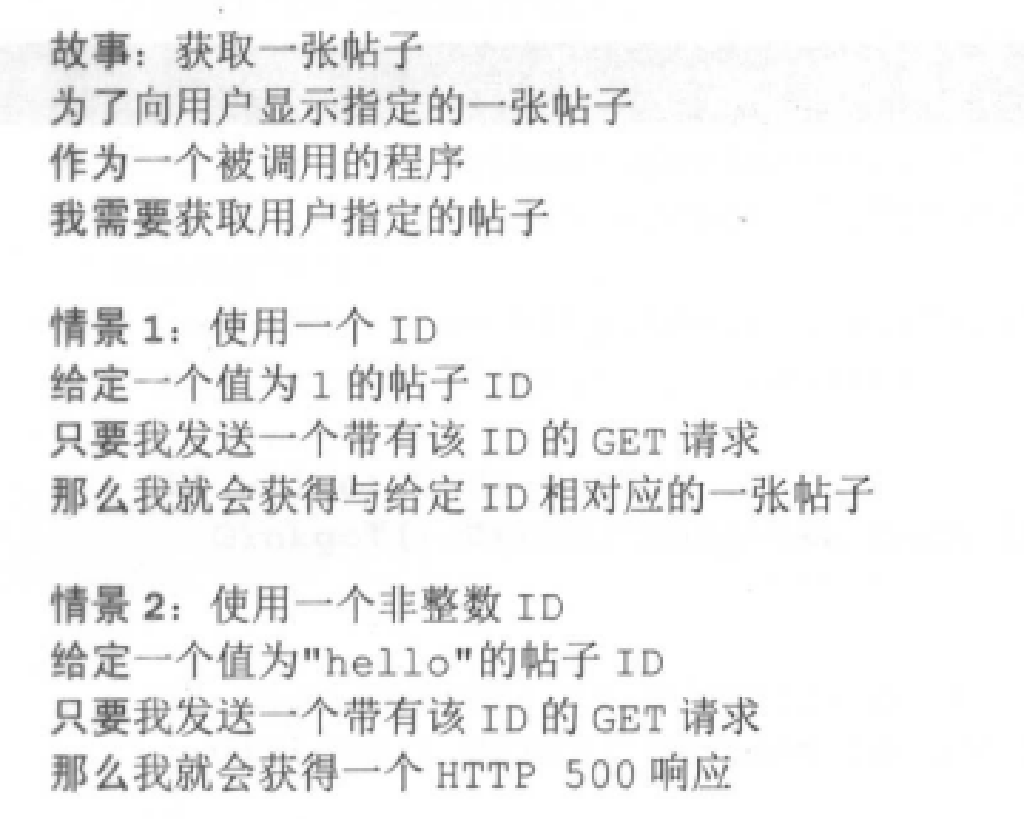 故事：获取一张帖子
为了向用户显示指定的一张帖子
作为一个被调用的程序
我需要获取用户指定的帖子
情景 1：使用一个 ID
给定一个值为 1 的帖子 ID
只要我发送一个带有该 ID 的 GET 请求
那么我就会获得与给定 ID 相对应的一张帖子
情景 2：使用一个非整数 ID
给定一个值为"hello"的帖子 ID
只要我发送一个带有该 ID 的 GET 请求
那么我就会获得一个 HTTP 500 响应